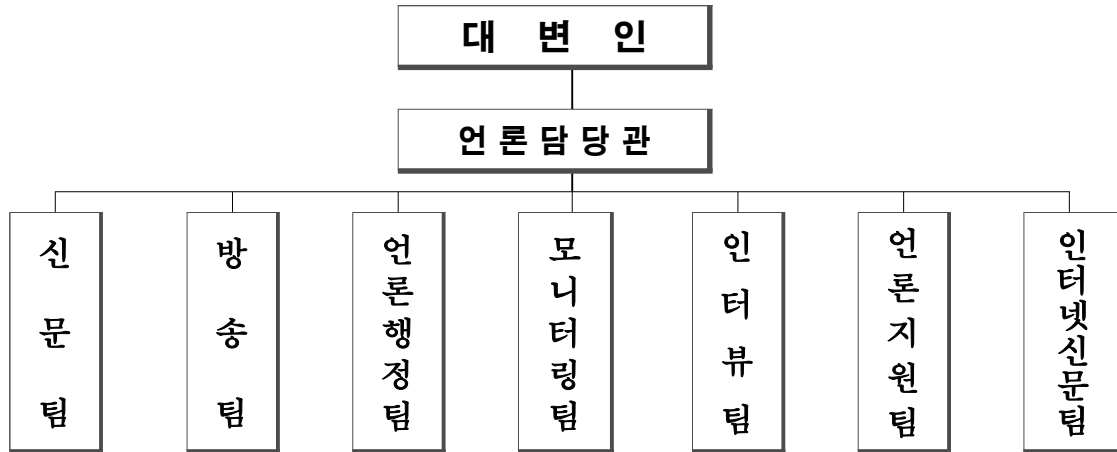 대 변 인
언론담당관
신문팀
방송팀
언론행정팀
모니터링팀
인터뷰팀
언론지원팀
인터넷신문팀